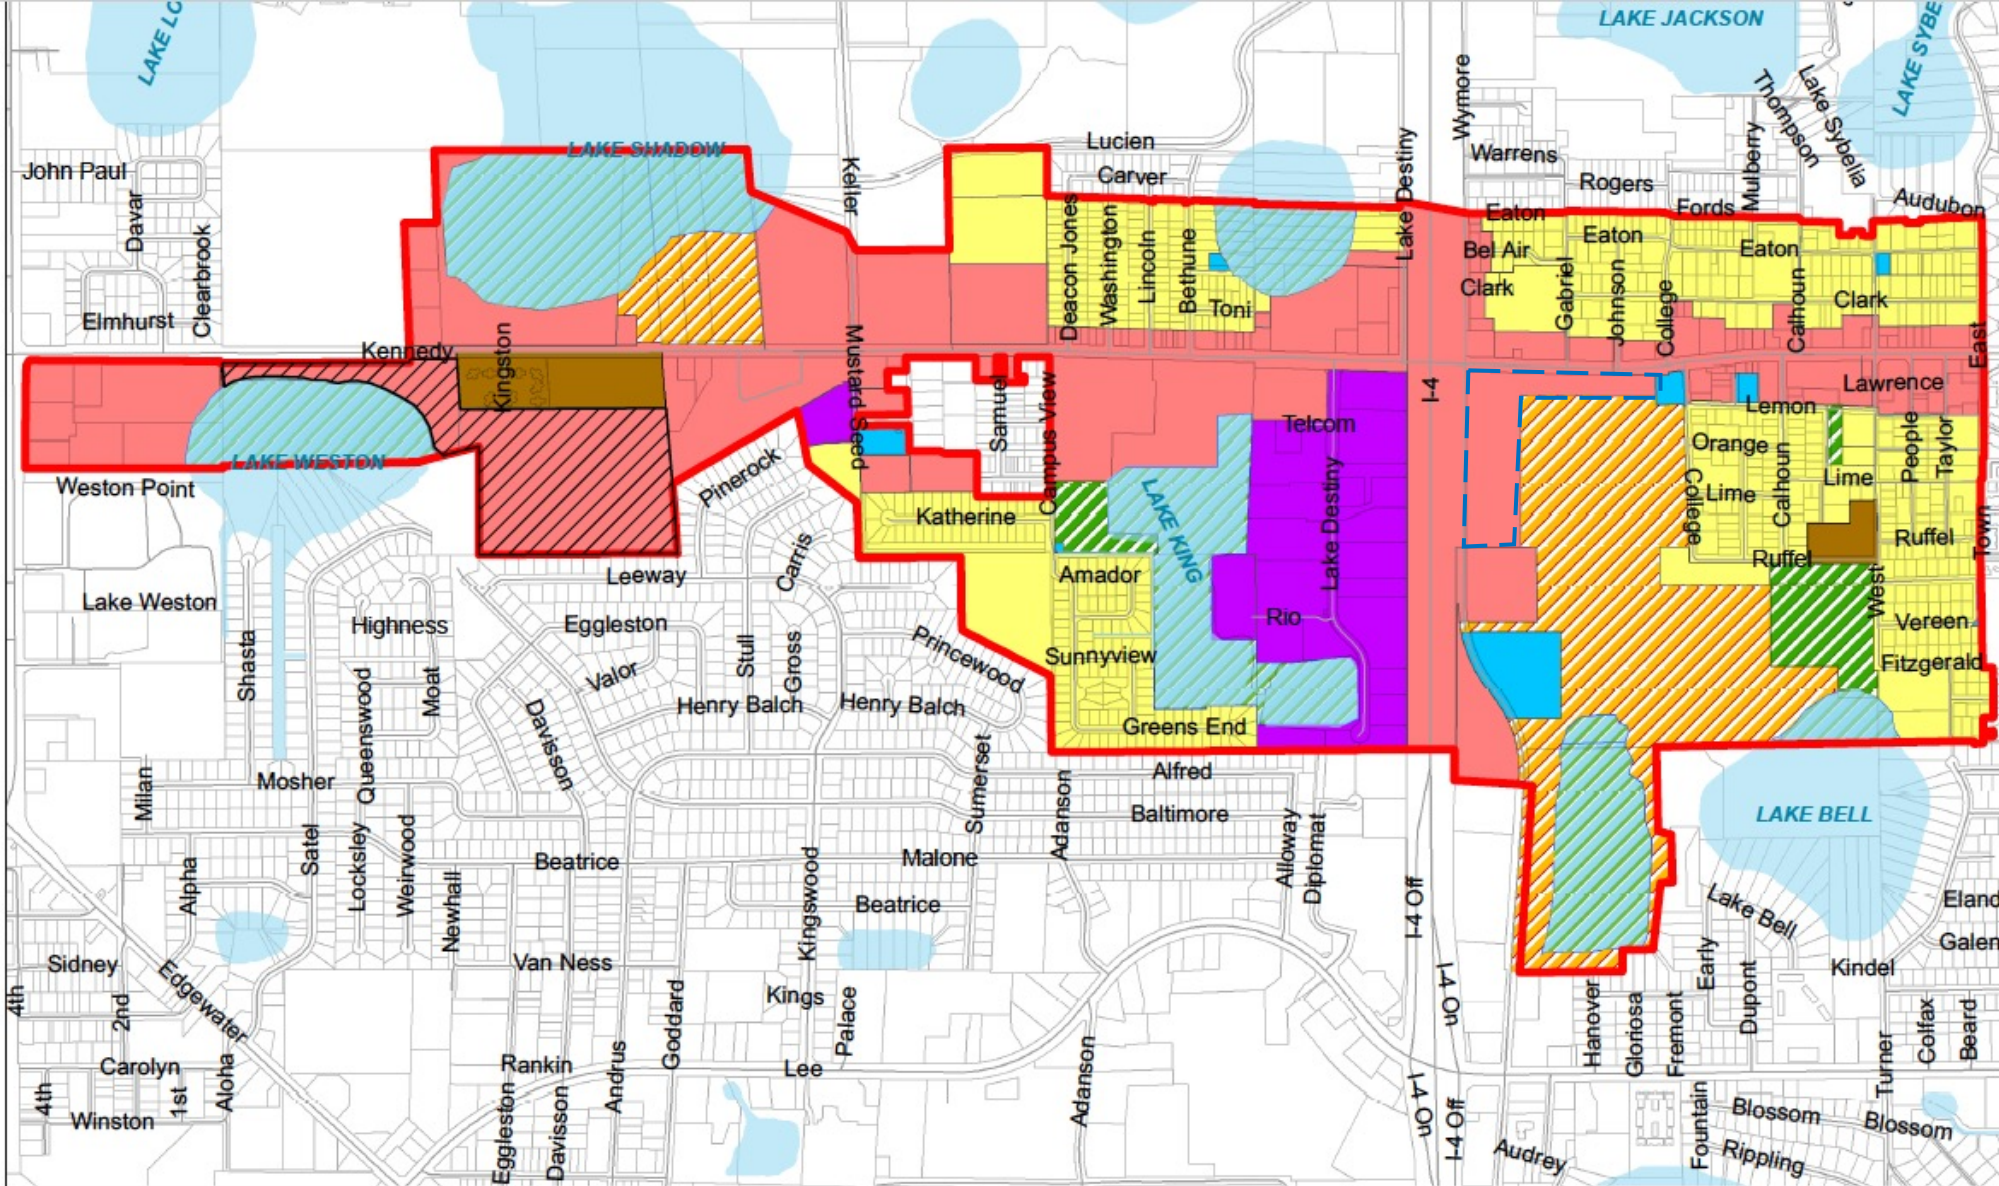 LAKE JACKSON
LAKE LC
LAKE SYBE
Wymore
Thompson
Lake Sybelia
Mulberry
Lucien
Carver
Warrens
Rogers
Fords
Audubon
Lake Destiny
LAKE SHADOW
John Paul
Keller
Davar
Clearbrook
Elmhurst
Deacon Jones
Washington
Lincoln
Bethune
Toni
Eaton
Eaton
Eaton
Bel Air
Clark
Clark
Gabriel
Johnson
College
Calhoun
East
Kennedy
Kingston
Mustard Seed
Samuel
Campus View
I-4
Lawrence
Lemon
Telcom
Orange
People
Taylor
LAKE WESTON
Weston Point
Pinerock
Katherine
LAKE KING
Lake Destiny
College
Lime
Calhoun
Lime
Ruffel
Ruffel
Town
Carris
Leeway
Amador
Lake Weston
Highness
Eggleston
Stull
Gross
Princewood
Rio
West
Vereen
Shasta
Queenswood
Moat
Valor
Sunnyview
Fitzgerald
Henry Balch
Henry Balch
Davisson
Greens End
Milan
Mosher
Somerset
Alfred
Adanson
Baltimore
LAKE BELL
Satel
Locksley
Weirwood
Alpha
Beatrice
Malone
Alloway
Diplomat
Newhall
Kingswood
Beatrice
I-4 Off
Lake Bell
Eland
Galen
Sidney
Edgewater
Van Ness
Early
Dupont
Kindel
4th
2nd
Goddard
Kings
Palace
I-4 On
Hanover
Gloriosa
Fremont
Colfax
Beard
Turner
Carolyn
Aloha
Rankin
Andrus
Lee
Adanson
4th
1st
Winston
Eggleston
Davisson
I-4 On
I-4 Off
Audrey
Fountain
Blossom
Blossom
Rippling